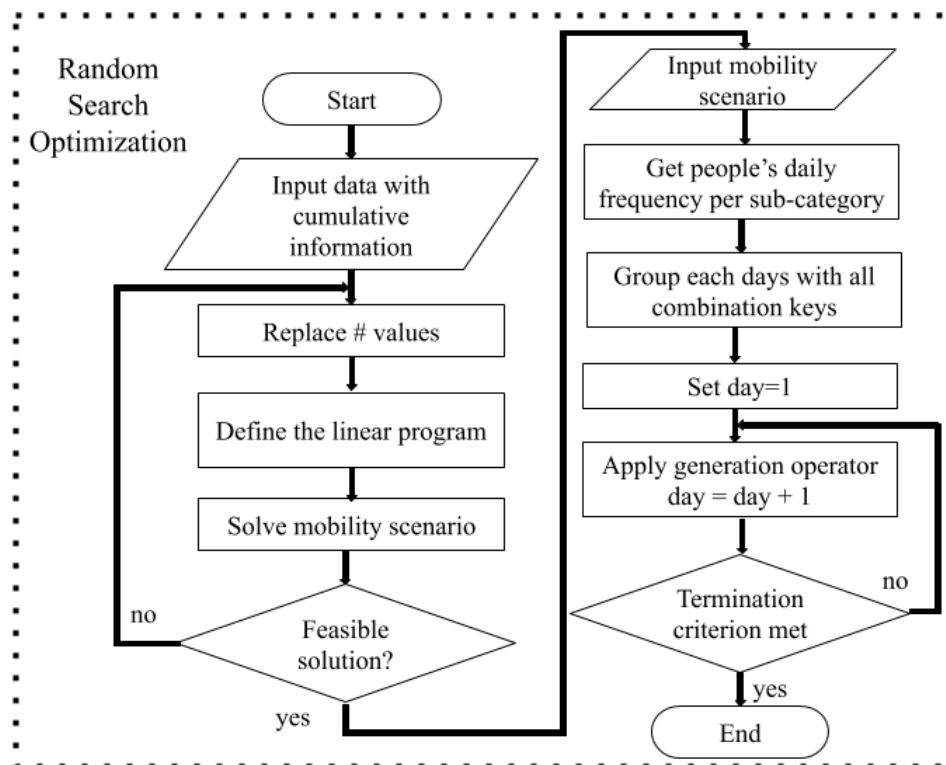 Random
Search
Optimization
Start
Input data with
cumulative
information
Replace # values
Define the linear program
Solve mobility scenario
Feasible
solution?
no
yes
Input mobility
scenario
Get people's daily
frequency per sub-category
Group each days with all
combination keys
Set day=1
Apply generation operator
day = day + 1
Termination
criterion met
no
yes
End